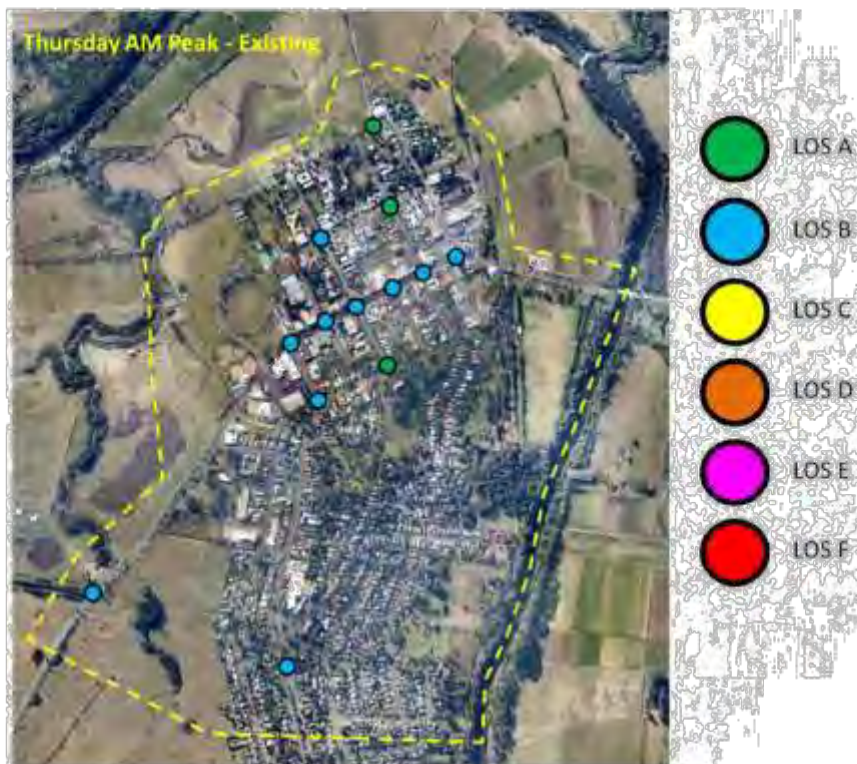 Thursday AM Peak - Existing
LOS A
LOS B
LOS C
LOS D
LOS E
LOS F